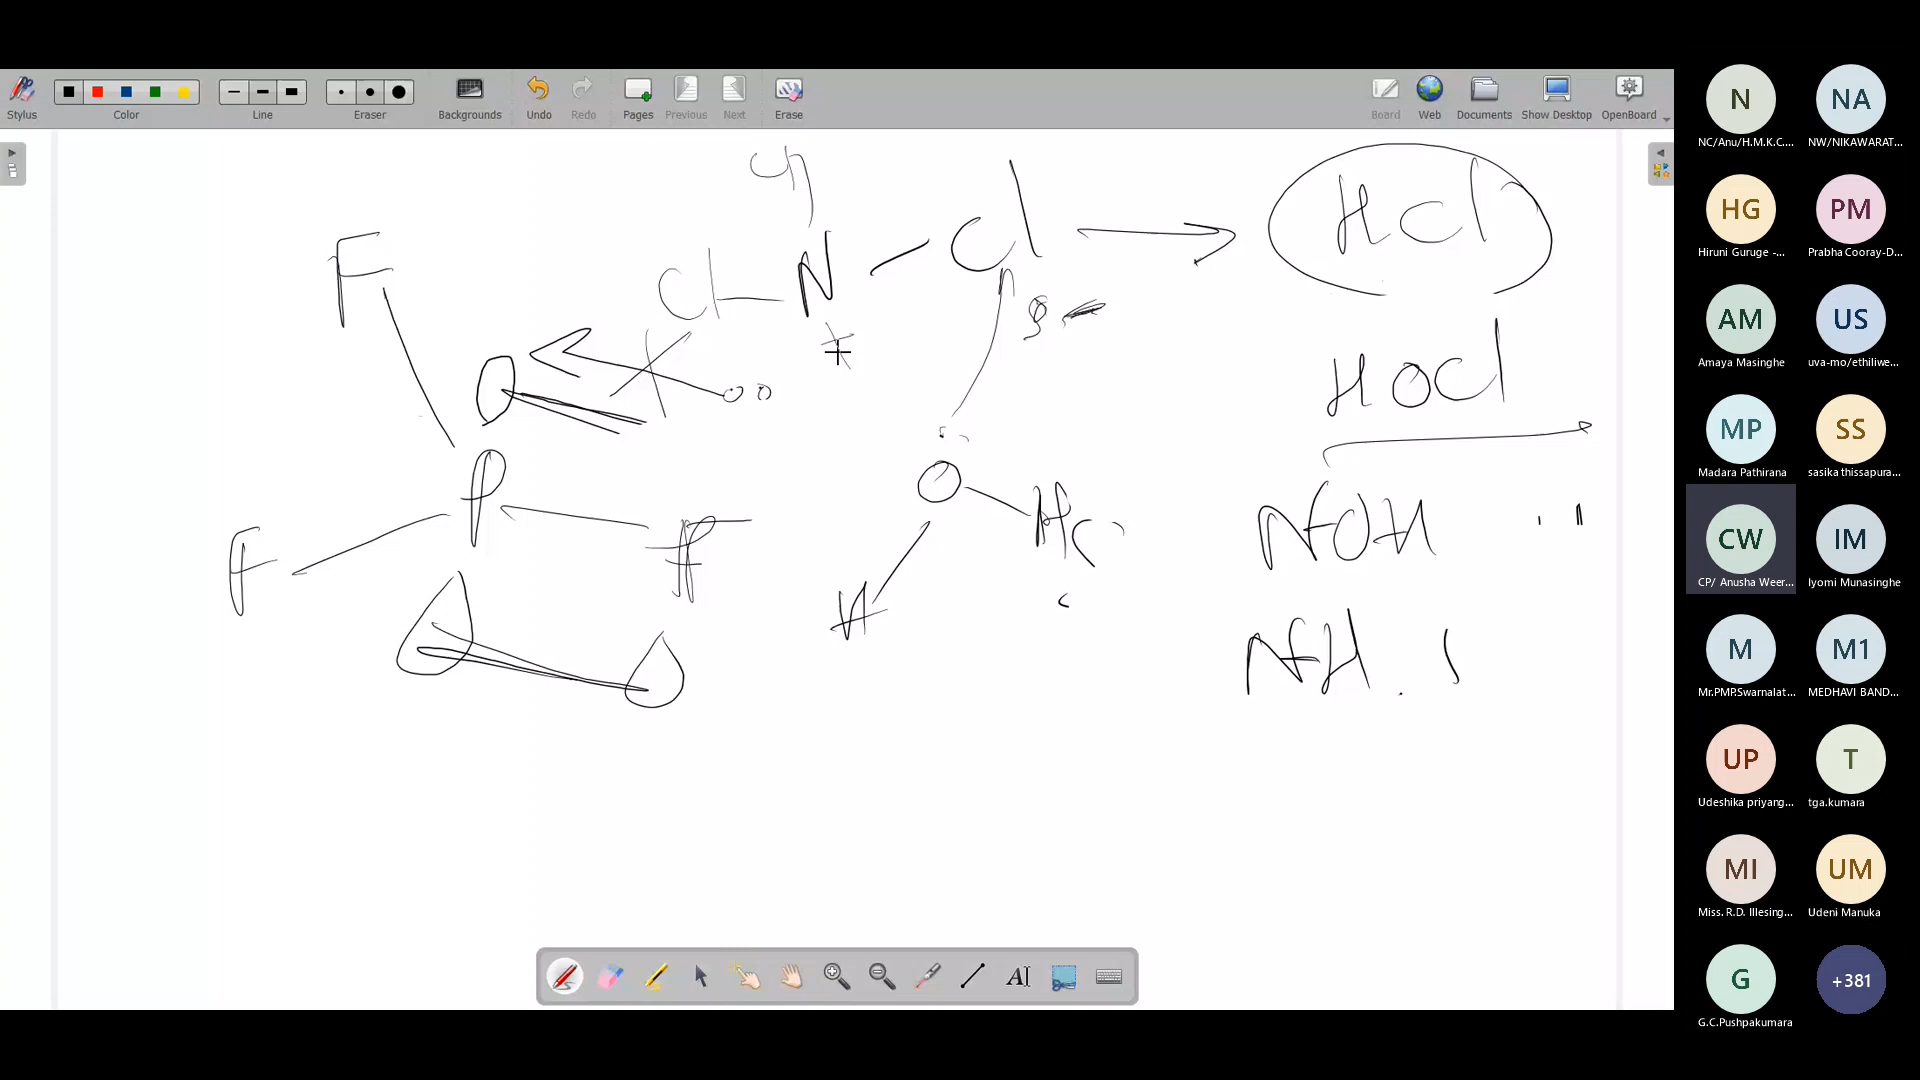 Stylus Color Line Eraser Backgrounds Undo Redo Pages Previous Next Erase Board Web Documents Show Desktop OpenBoard
Cl
F Cl N Cl HCl
HOCl
P O H
NOH
F F
H
NH
N NA
NC/Anu/H.M.K.C... NW/NIKAWARAT...
HG PM
Hiruni Guruge -... Prabha Cooray-D...
AM US
Amaya Masinghe uva-mo/ethiliwe...
MP SS
Madara Pathirana sasika thissapura...
CW IM
CP/ Anusha Weer... Iyomi Munasinghe
M M1
Mr.PMP.Swarnalat... MEDHAVI BAND...
UP T
Udeshika priyang... tga.kumara
MI UM
Miss. R.D. Illesing... Udeni Manuka
G +381
G.C.Pushpakumara
AI